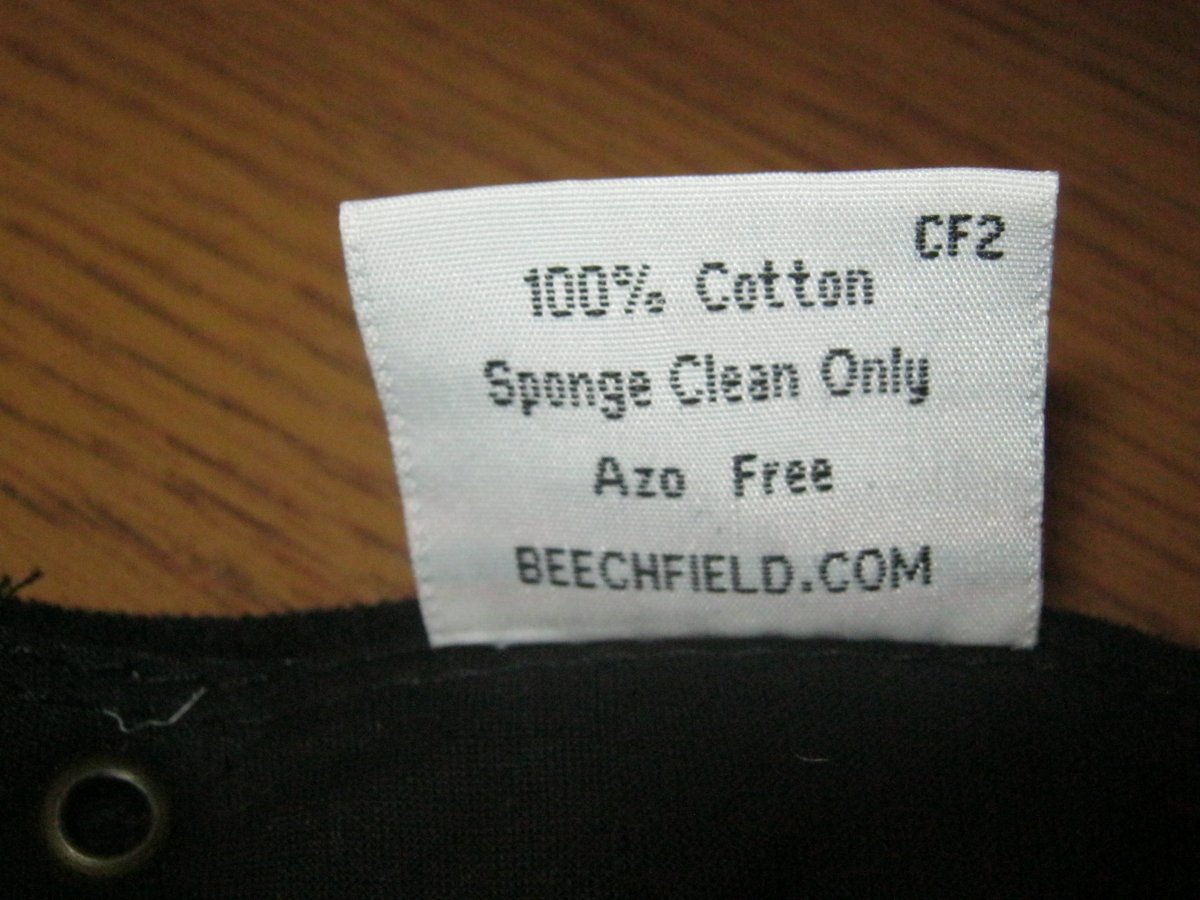 CF2
100% Cotton
Sponge Clean Only
Azo Free
BEECHFIELD.COM